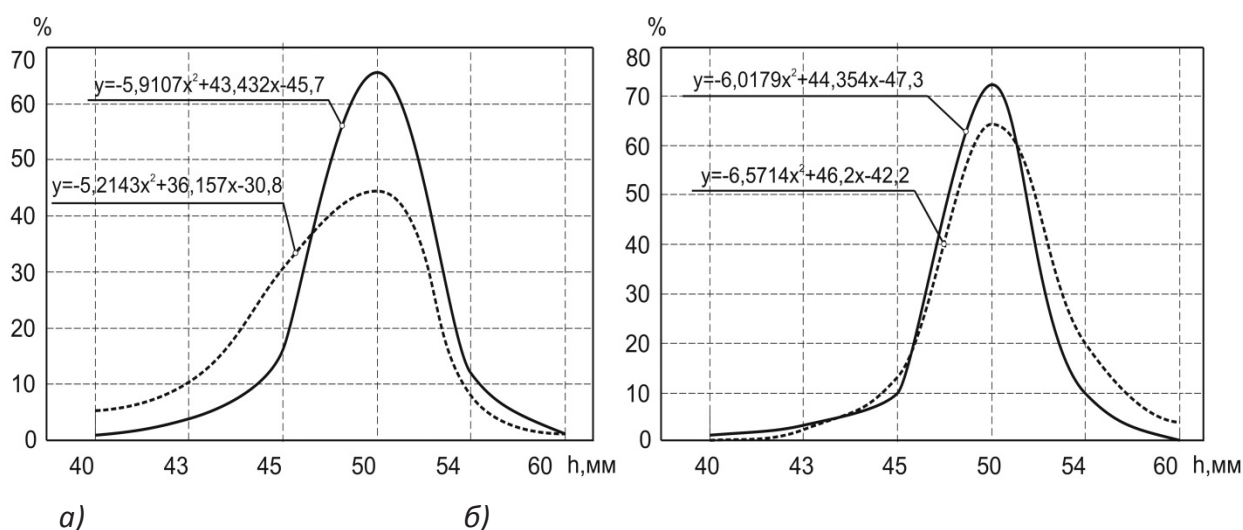 %
70
60
50
40
30
20
10
0
y=-5,9107x²+43,432x-45,7
y=-5,2143x²+36,157x-30,8
40 43 45 50 54 60 h,мм
а)
%
80
70
60
50
40
30
20
10
0
y=-6,0179x²+44,354x-47,3
y=-6,5714x²+46,2x-42,2
40 43 45 50 54 60 h,мм
б)